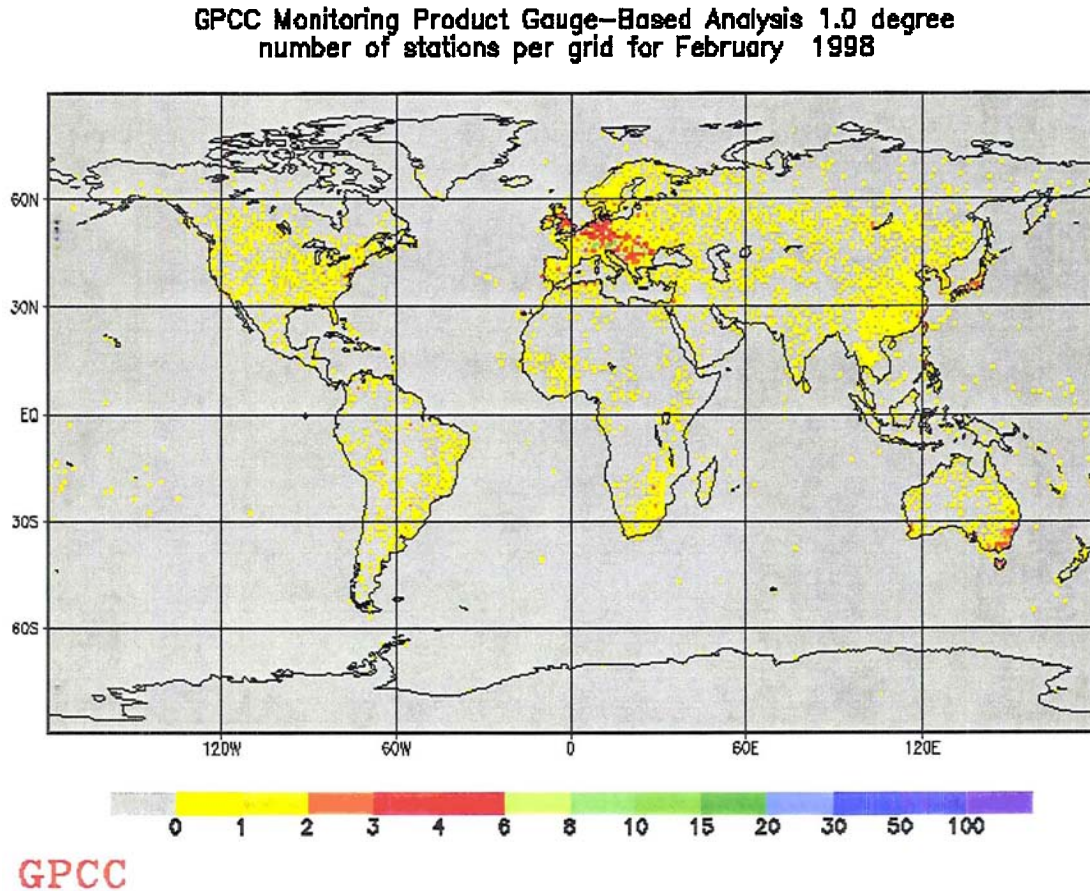 GPCC Monitoring Product Gauge-Based Analysis 1.0 degree
number of stations per grid for February 1998
60N
30N
EQ
30S
60S
120W 60W 0 60E 120E
0 1 2 3 4 6 8 10 15 20 30 50 100
GPCC